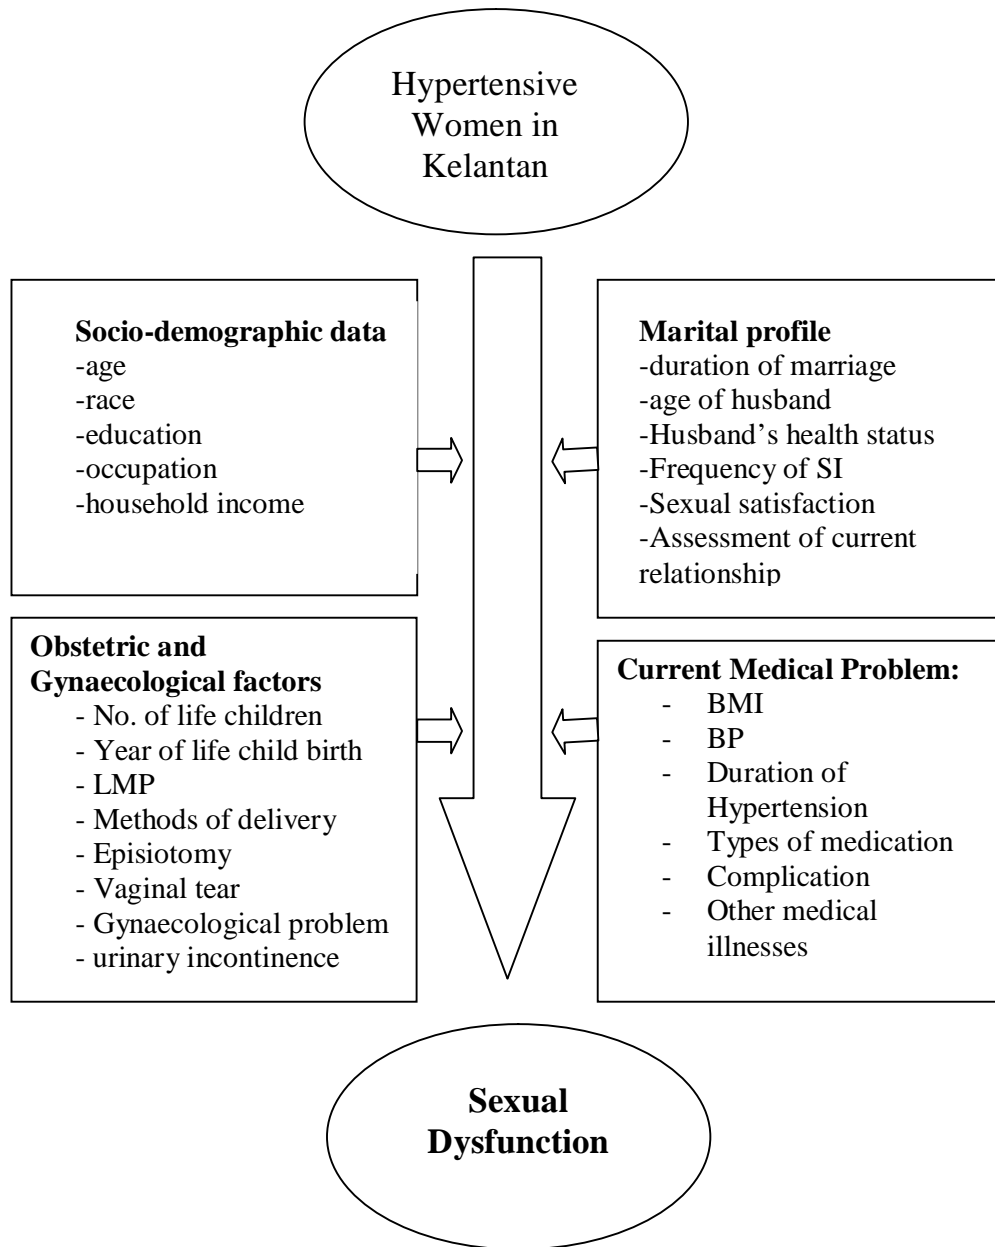 Hypertensive
Women in
Kelantan
Socio-demographic data
-age
-race
-education
-occupation
-household income
Marital profile
-duration of marriage
-age of husband
-Husband's health status
-Frequency of SI
-Sexual satisfaction
-Assessment of current
relationship
Obstetric and
Gynaecological factors
- No. of life children
- Year of life child birth
- LMP
- Methods of delivery
- Episiotomy
- Vaginal tear
- Gynaecological problem
- urinary incontinence
Current Medical Problem:
- BMI
- BP
- Duration of
Hypertension
- Types of medication
- Complication
- Other medical
illnesses
Sexual
Dysfunction